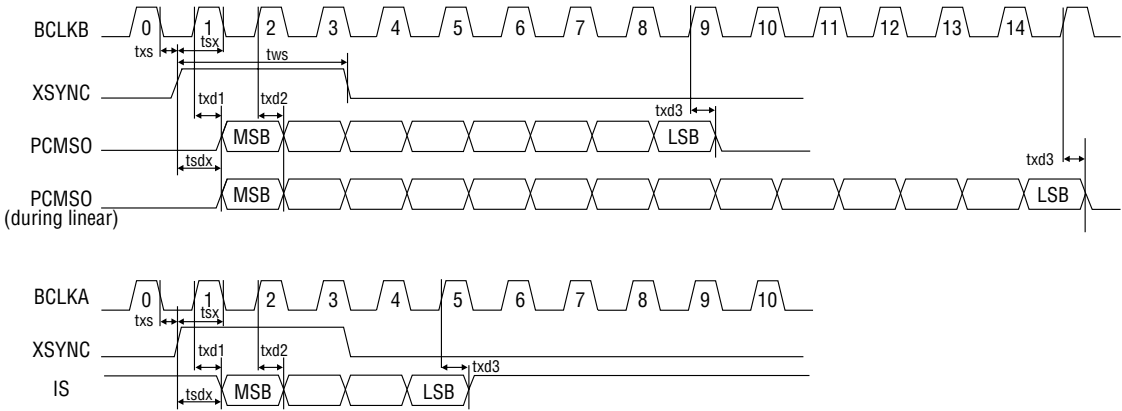 BCLKB 0 1 2 3 4 5 6 7 8 9 10 11 12 13 14
txs tsx
tws
XSYNC
txd1 txd2 txd3
PCMSO MSB LSB
tsdx txd3
PCMSO MSB LSB
(during linear)
BCLKA 0 1 2 3 4 5 6 7 8 9 10
txs tsx
XSYNC
txd1 txd2 txd3
IS tsdx MSB LSB